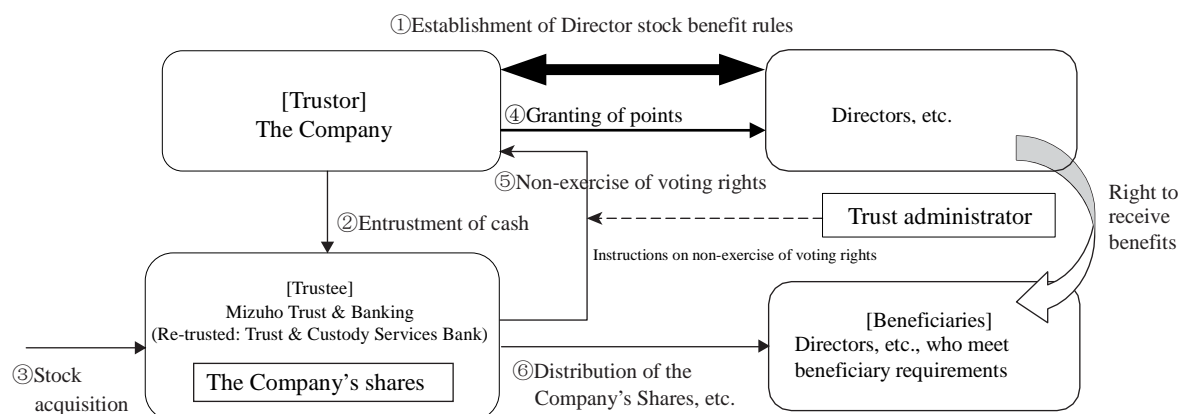 ①Establishment of Director stock benefit rules
[Trustor]
The Company
④Granting of points
Directors, etc.
⑤Non-exercise of voting rights
Right to
receive
benefits
②Entrustment of cash
Trust administrator
Instructions on non-exercise of voting rights
[Trustee]
Mizuho Trust & Banking
(Re-trusted: Trust & Custody Services Bank)
The Company’s shares
[Beneficiaries]
Directors, etc., who meet
beneficiary requirements
③Stock
acquisition
⑥Distribution of the
Company’s Shares, etc.